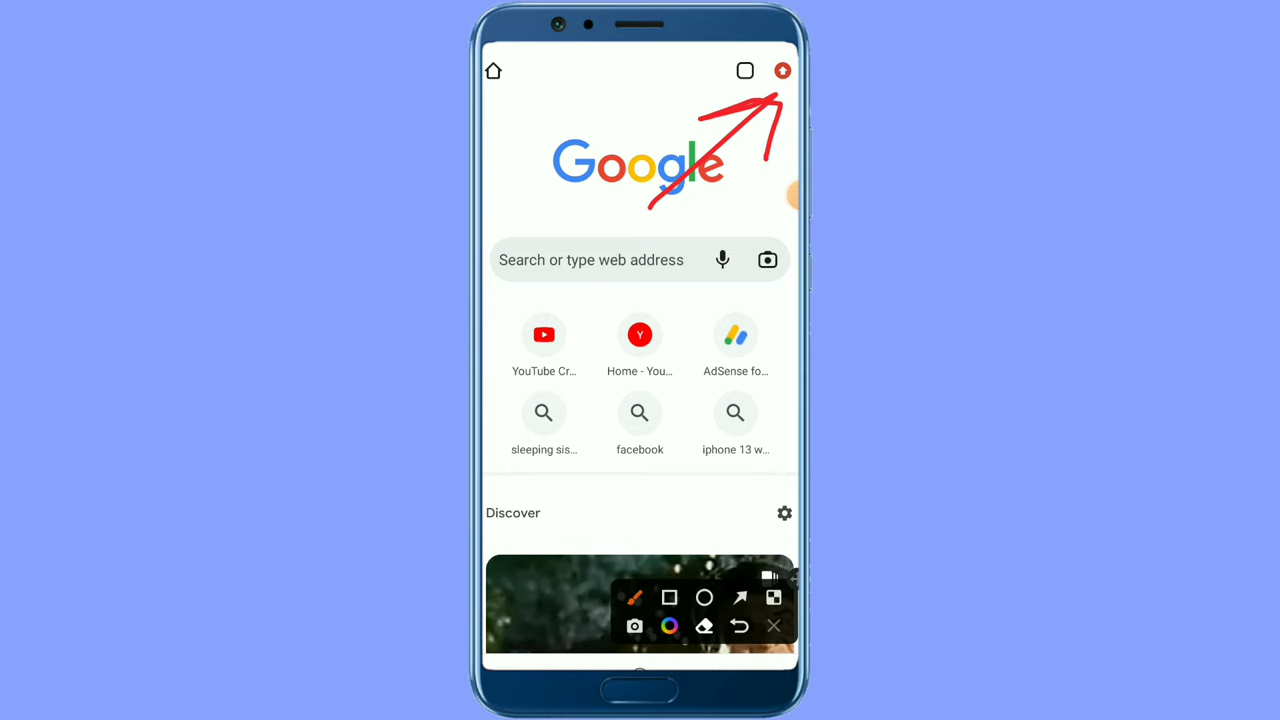 Google
Search or type web address
YouTube Cr...
Home - You...
AdSense fo...
sleeping sis...
facebook
iphone 13 w...
Discover